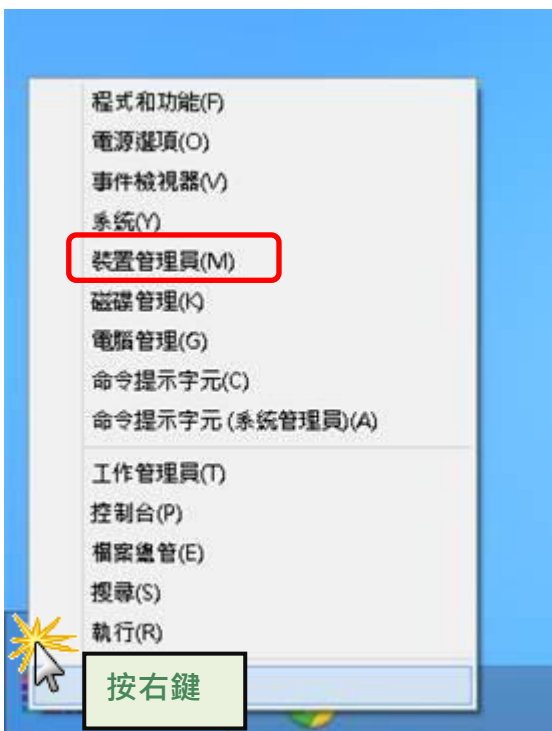 程式和功能(F)
電源選項(O)
事件檢視器(V)
系統(Y)
裝置管理員(M)
磁碟管理(K)
電腦管理(G)
命令提示字元(C)
命令提示字元 (系統管理員)(A)
工作管理員(T)
控制台(P)
檔案總管(E)
搜尋(S)
執行(R)
按右鍵